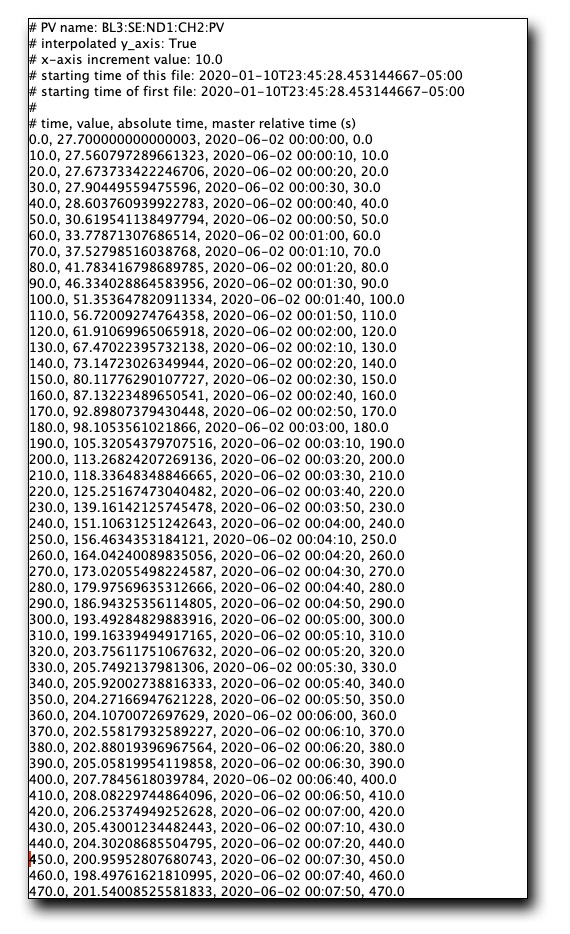 # PV name: BL3:SE:ND1:CH2:PV
# interpolated y_axis: True
# x-axis increment value: 10.0
# starting time of this file: 2020-01-10T23:45:28.453144667-05:00
# starting time of first file: 2020-01-10T23:45:28.453144667-05:00
#
# time, value, absolute time, master relative time (s)
0.0, 27.700000000000003, 2020-06-02 00:00:00, 0.0
10.0, 27.560797289661323, 2020-06-02 00:00:10, 10.0
20.0, 27.673733422246706, 2020-06-02 00:00:20, 20.0
30.0, 27.904495594755​96, 2020-06-02 00:00:30, 30.0
40.0, 28.603760939922783, 2020-06-02 00:00:40, 40.0
50.0, 30.619541138497794, 2020-06-02 00:00:50, 50.0
60.0, 33.77871307686514, 2020-06-02 00:01:00, 60.0
70.0, 37.52798516038768, 2020-06-02 00:01:10, 70.0
80.0, 41.783416798689785, 2020-06-02 00:01:20, 80.0
90.0, 46.334028864583956, 2020-06-02 00:01:30, 90.0
100.0, 51.353647820911334, 2020-06-02 00:01:40, 100.0
110.0, 56.72009274764358, 2020-06-02 00:01:50, 110.0
120.0, 61.91069965065918, 2020-06-02 00:02:00, 120.0
130.0, 67.47022395732138, 2020-06-02 00:02:10, 130.0
140.0, 73.14723026349944, 2020-06-02 00:02:20, 140.0
150.0, 80.11776290107727, 2020-06-02 00:02:30, 150.0
160.0, 87.13223489650541, 2020-06-02 00:02:40, 160.0
170.0, 92.89807379430448, 2020-06-02 00:02:50, 170.0
180.0, 98.1053561021866, 2020-06-02 00:03:00, 180.0
190.0, 105.32054379707516, 2020-06-02 00:03:10, 190.0
200.0, 113.26824207269136, 2020-06-02 00:03:20, 200.0
210.0, 118.33648348846665, 2020-06-02 00:03:30, 210.0
220.0, 125.25167473040482, 2020-06-02 00:03:40, 220.0
230.0, 139.16142125745478, 2020-06-02 00:03:50, 230.0
240.0, 151.10631251242643, 2020-06-02 00:04:00, 240.0
250.0, 156.4634353184121, 2020-06-02 00:04:10, 250.0
260.0, 164.04240089835056, 2020-06-02 00:04:20, 260.0
270.0, 173.02055498224587, 2020-06-02 00:04:30, 270.0
280.0, 179.97569635312666, 2020-06-02 00:04:40, 280.0
290.0, 186.94325356114805, 2020-06-02 00:04:50, 290.0
300.0, 193.49284829883916, 2020-06-02 00:05:00, 300.0
310.0, 199.16339494917165, 2020-06-02 00:05:10, 310.0
320.0, 203.75611751067632, 2020-06-02 00:05:20, 320.0
330.0, 205.7492137981306, 2020-06-02 00:05:30, 330.0
340.0, 205.92002738816333, 2020-06-02 00:05:40, 340.0
350.0, 204.27166947621228, 2020-06-02 00:05:50, 350.0
360.0, 204.1070072697629, 2020-06-02 00:06:00, 360.0
370.0, 202.55817932589227, 2020-06-02 00:06:10, 370.0
380.0, 202.88019396967564, 2020-06-02 00:06:20, 380.0
390.0, 205.05819954119858, 2020-06-02 00:06:30, 390.0
400.0, 207.7845618039784, 2020-06-02 00:06:40, 400.0
410.0, 208.08229744864096, 2020-06-02 00:06:50, 410.0
420.0, 206.25374949252628, 2020-06-02 00:07:00, 420.0
430.0, 205.43001234482443, 2020-06-02 00:07:10, 430.0
440.0, 204.30208685504795, 2020-06-02 00:07:20, 440.0
450.0, 200.95952807680743, 2020-06-02 00:07:30, 450.0
460.0, 198.49761621810995, 2020-06-02 00:07:40, 460.0
470.0, 201.54008525581833, 2020-06-02 00:07:50, 470.0